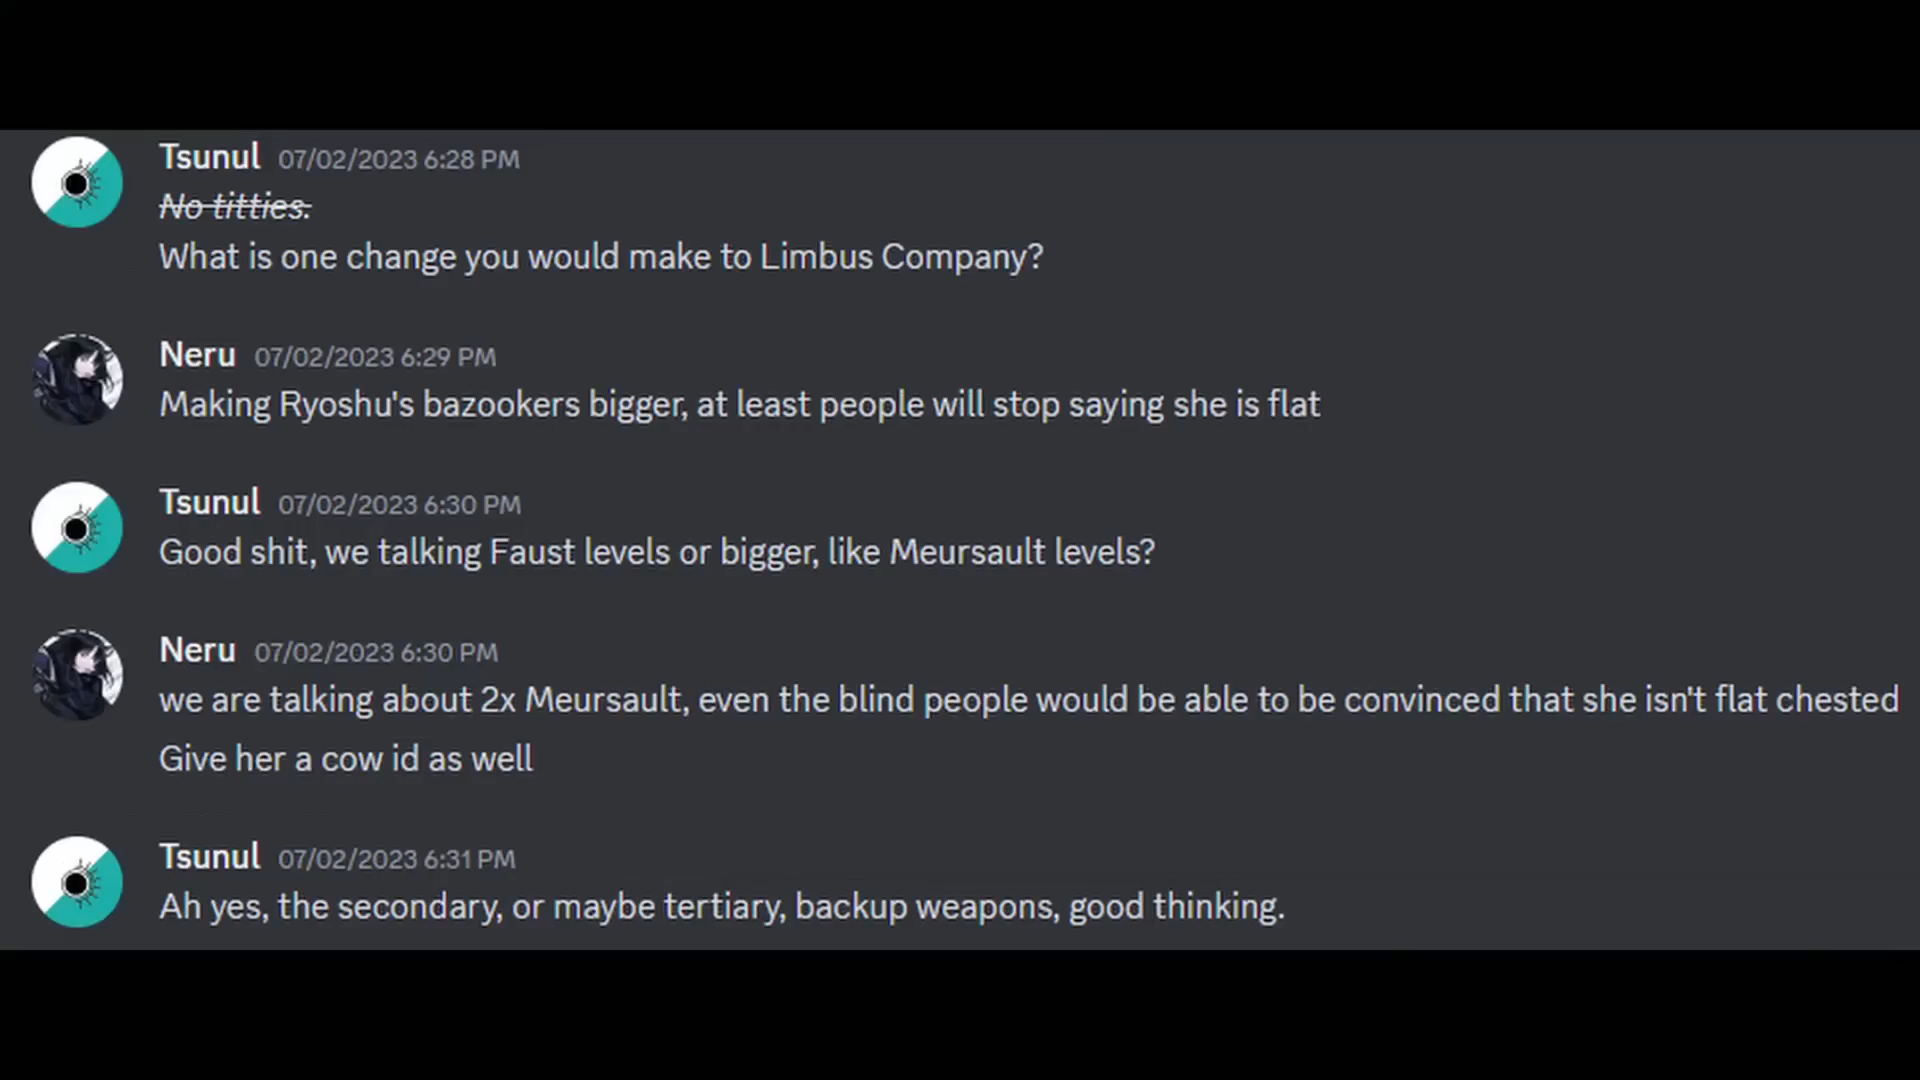 Tsunul 07/02/2023 6:28 PM
No titties.
What is one change you would make to Limbus Company?
Neru 07/02/2023 6:29 PM
Making Ryoshu's bazookers bigger, at least people will stop saying she is flat
Tsunul 07/02/2023 6:30 PM
Good shit, we talking Faust levels or bigger, like Meursault levels?
Neru 07/02/2023 6:30 PM
we are talking about 2x Meursault, even the blind people would be able to be convinced that she isn't flat chested
Give her a cow id as well
Tsunul 07/02/2023 6:31 PM
Ah yes, the secondary, or maybe tertiary, backup weapons, good thinking.